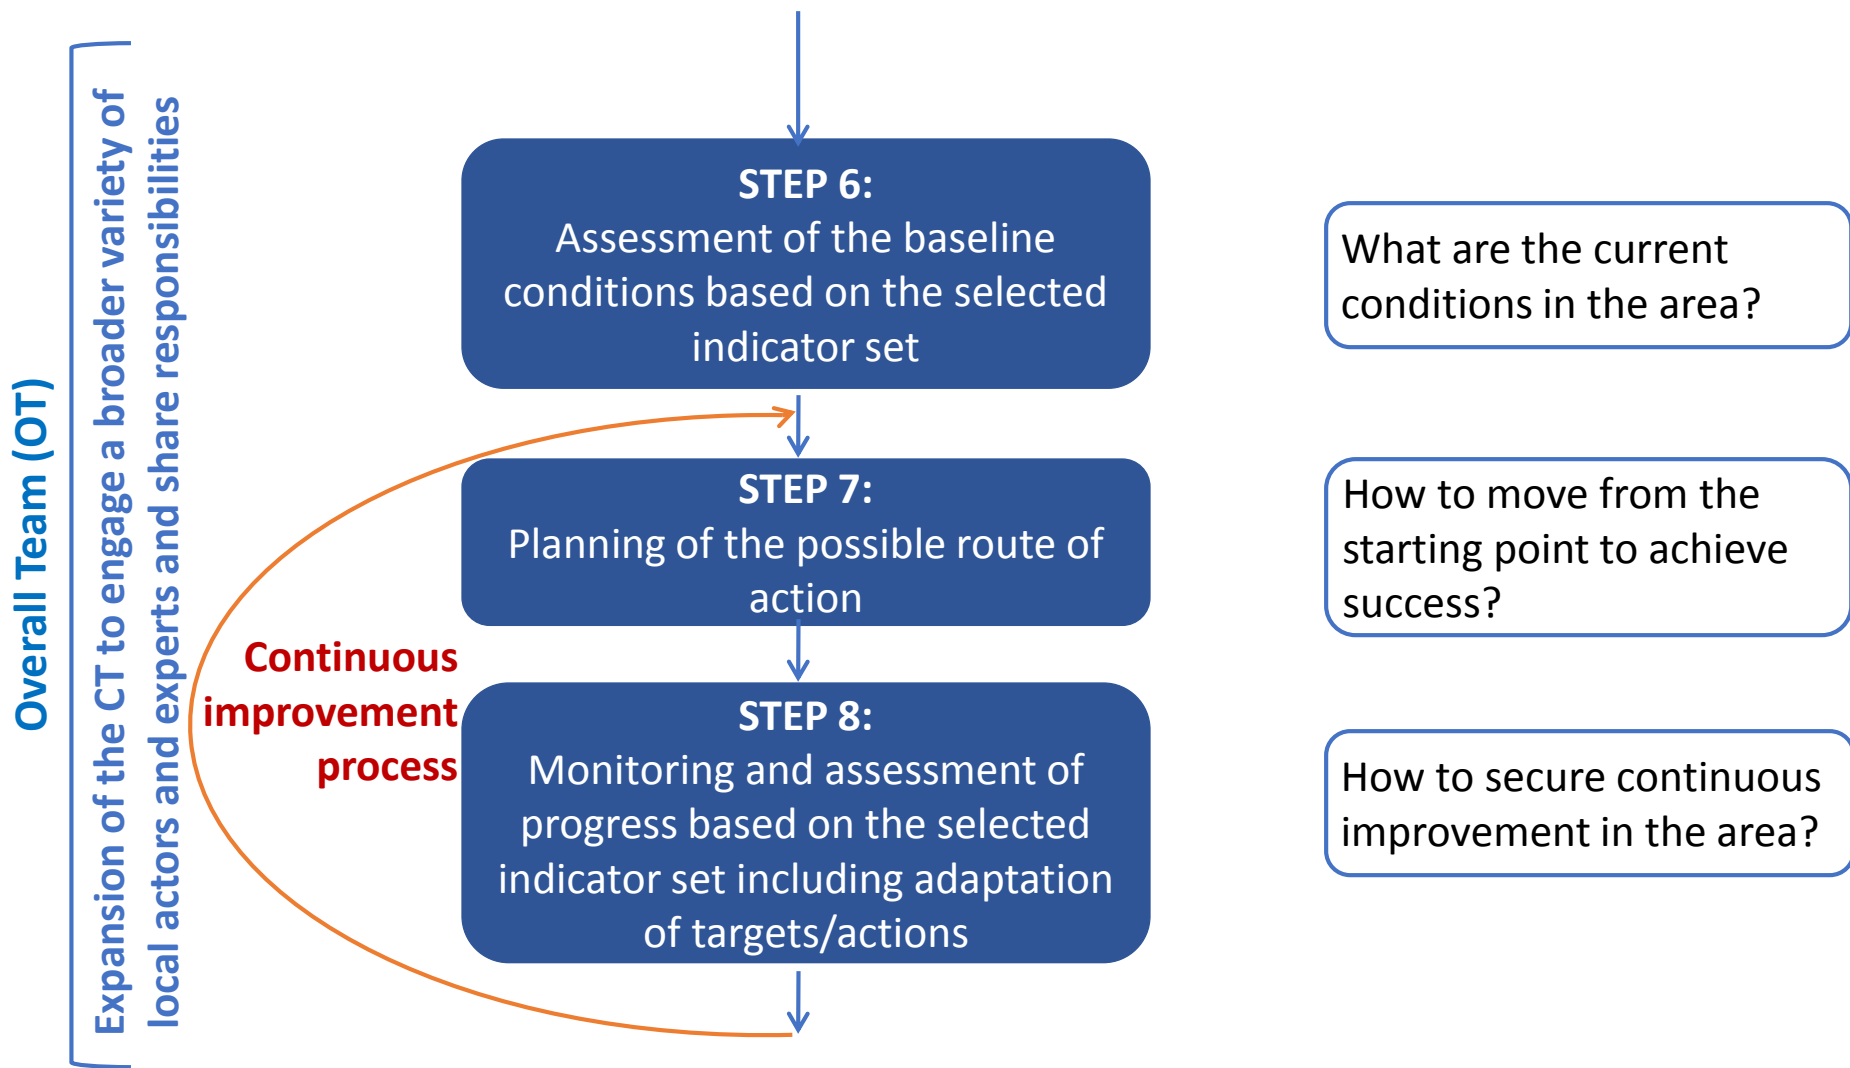 Overall Team (OT)
Expansion of the CT to engage a broader variety of
local actors and experts and share responsibilities
STEP 6:
Assessment of the baseline
conditions based on the selected
indicator set
What are the current
conditions in the area?
STEP 7:
Planning of the possible route of
action
How to move from the
starting point to achieve
success?
Continuous
improvement
process
STEP 8:
Monitoring and assessment of
progress based on the selected
indicator set including adaptation
of targets/actions
How to secure continuous
improvement in the area?